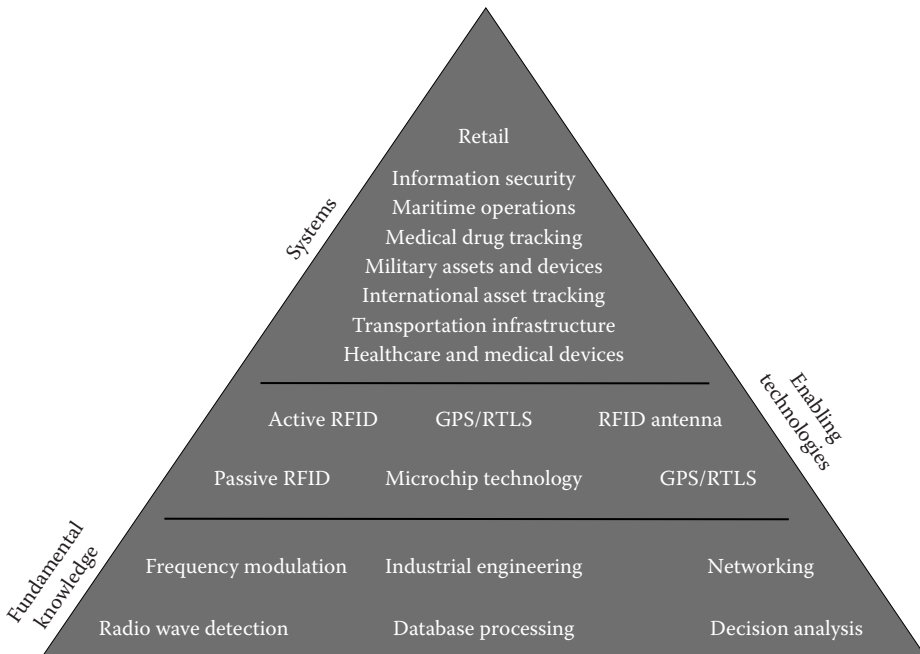 Retail
Information security
Maritime operations
Medical drug tracking
Military assets and devices
International asset tracking
Transportation infrastructure
Healthcare and medical devices
Systems
Active RFID GPS/RTLS RFID antenna
Passive RFID Microchip technology GPS/RTLS
Enabling
technologies
Frequency modulation Industrial engineering Networking
Radio wave detection Database processing Decision analysis
Fundamental
knowledge